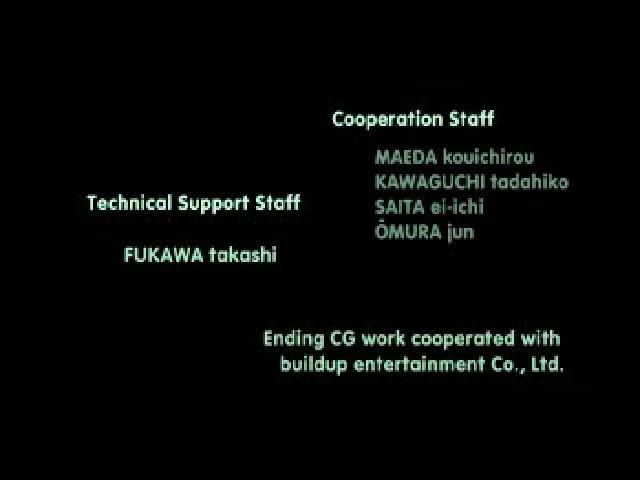 Cooperation Staff
MAEDA kouichirou
KAWAGUCHI tadahiko
SAITA ei-ichi
ŌMURA jun
Technical Support Staff
FUKAWA takashi
Ending CG work cooperated with
buildup entertainment Co., Ltd.